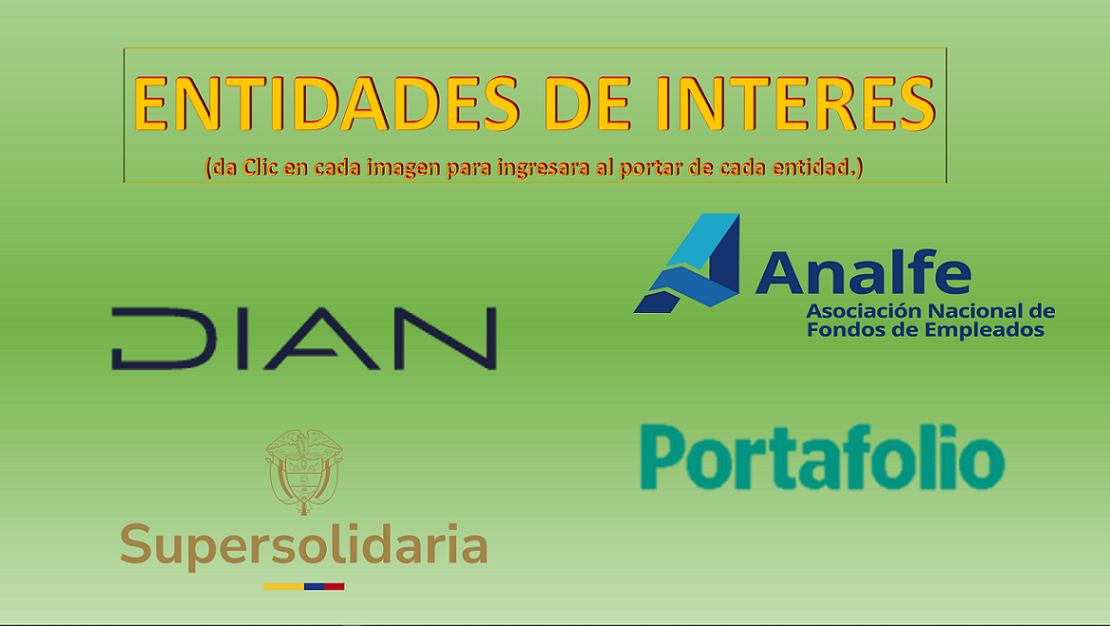 ENTIDADES DE INTERES
(da Clic en cada imagen para ingresara al portar de cada entidad.)
DIAN
Analfe
Asociación Nacional de
Fondos de Empleados
Supersolidaria
Portafolio